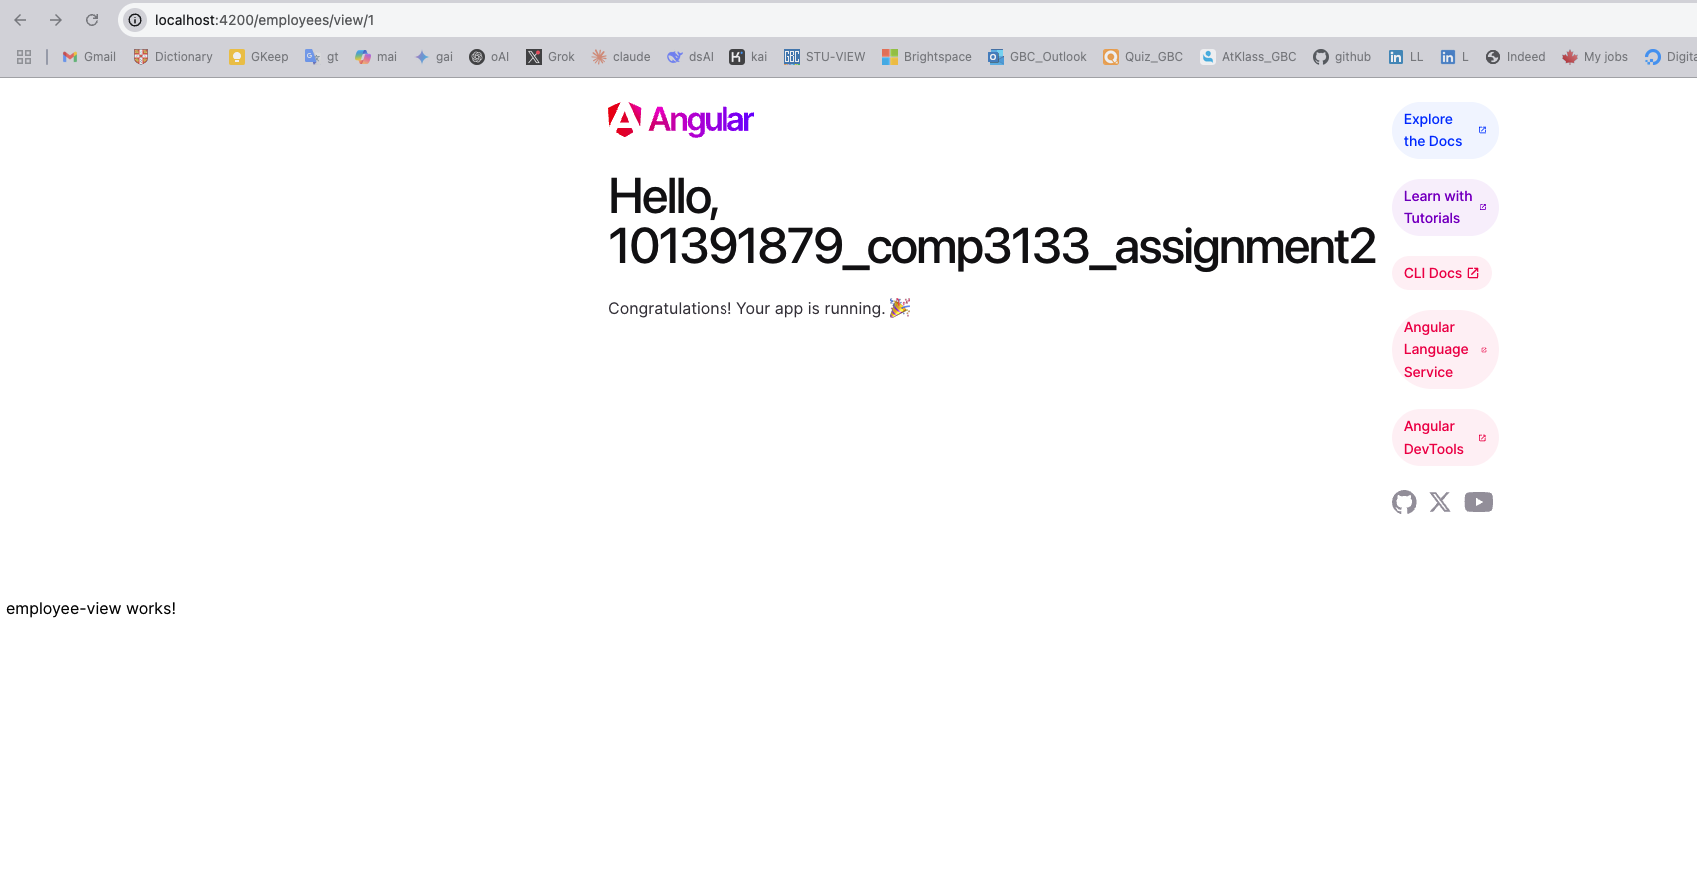 localhost:4200/employees/view/1
Gmail
Dictionary
GKeep
gt
mai
gai
oAI
Grok
claude
dsAI
kai
GBC
STU-VIEW
Brightspace
GBC_Outlook
Quiz_GBC
AtKlass_GBC
github
LL
L
Indeed
My jobs
Digita
Angular
Hello,
101391879_comp3133_assignment2
Congratulations! Your app is running. 🎉
Explore
the Docs
Learn with
Tutorials
CLI Docs
Angular
Language
Service
Angular
DevTools
employee-view works!